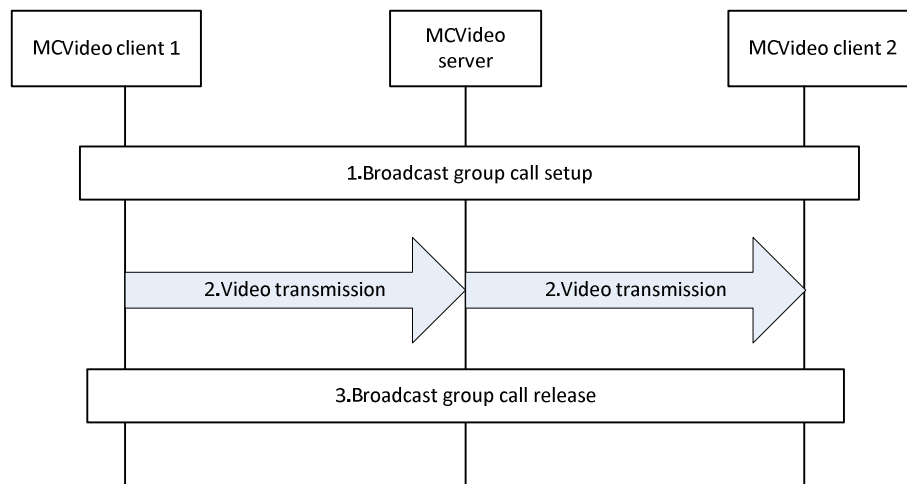 MCVideo client 1
MCVideo
server
MCVideo client 2
1.Broadcast group call setup
2.Video transmission
2.Video transmission
3.Broadcast group call release